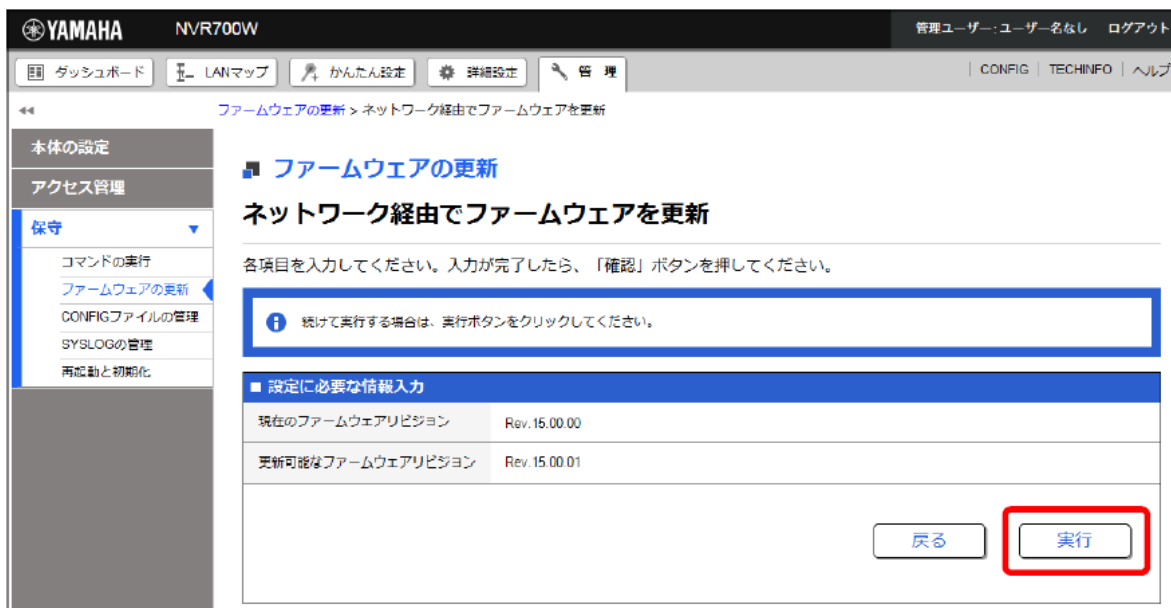 YAMAHA NVR700W 管理ユーザー:ユーザー名なし ログアウト
ダッシュボード LANマップ かんたん設定 詳細設定 管 理 CONFIG TECHINFO ヘルプ
ファームウェアの更新 > ネットワーク経由でファームウェアを更新
本体の設定
アクセス管理
保守
コマンドの実行
ファームウェアの更新
CONFIGファイルの管理
SYSLOGの管理
再起動と初期化
ファームウェアの更新
ネットワーク経由でファームウェアを更新
各項目を入力してください。入力が完了したら、「確認」ボタンを押してください。
続けて実行する場合は、実行ボタンをクリックしてください。
設定に必要な情報入力
現在のファームウェアリビジョン Rev.15.00.00
更新可能なファームウェアリビジョン Rev.15.00.01
戻る 実行